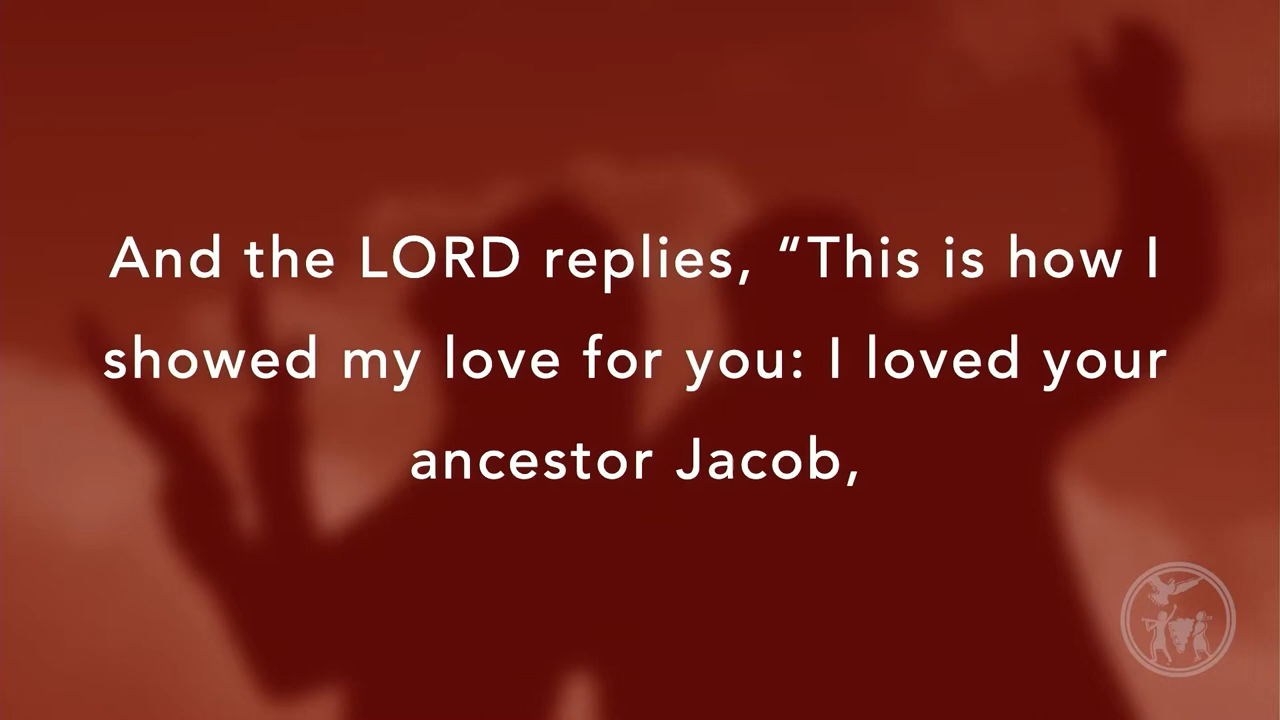 And the LORD replies, “This is how I
showed my love for you: I loved your
ancestor Jacob,